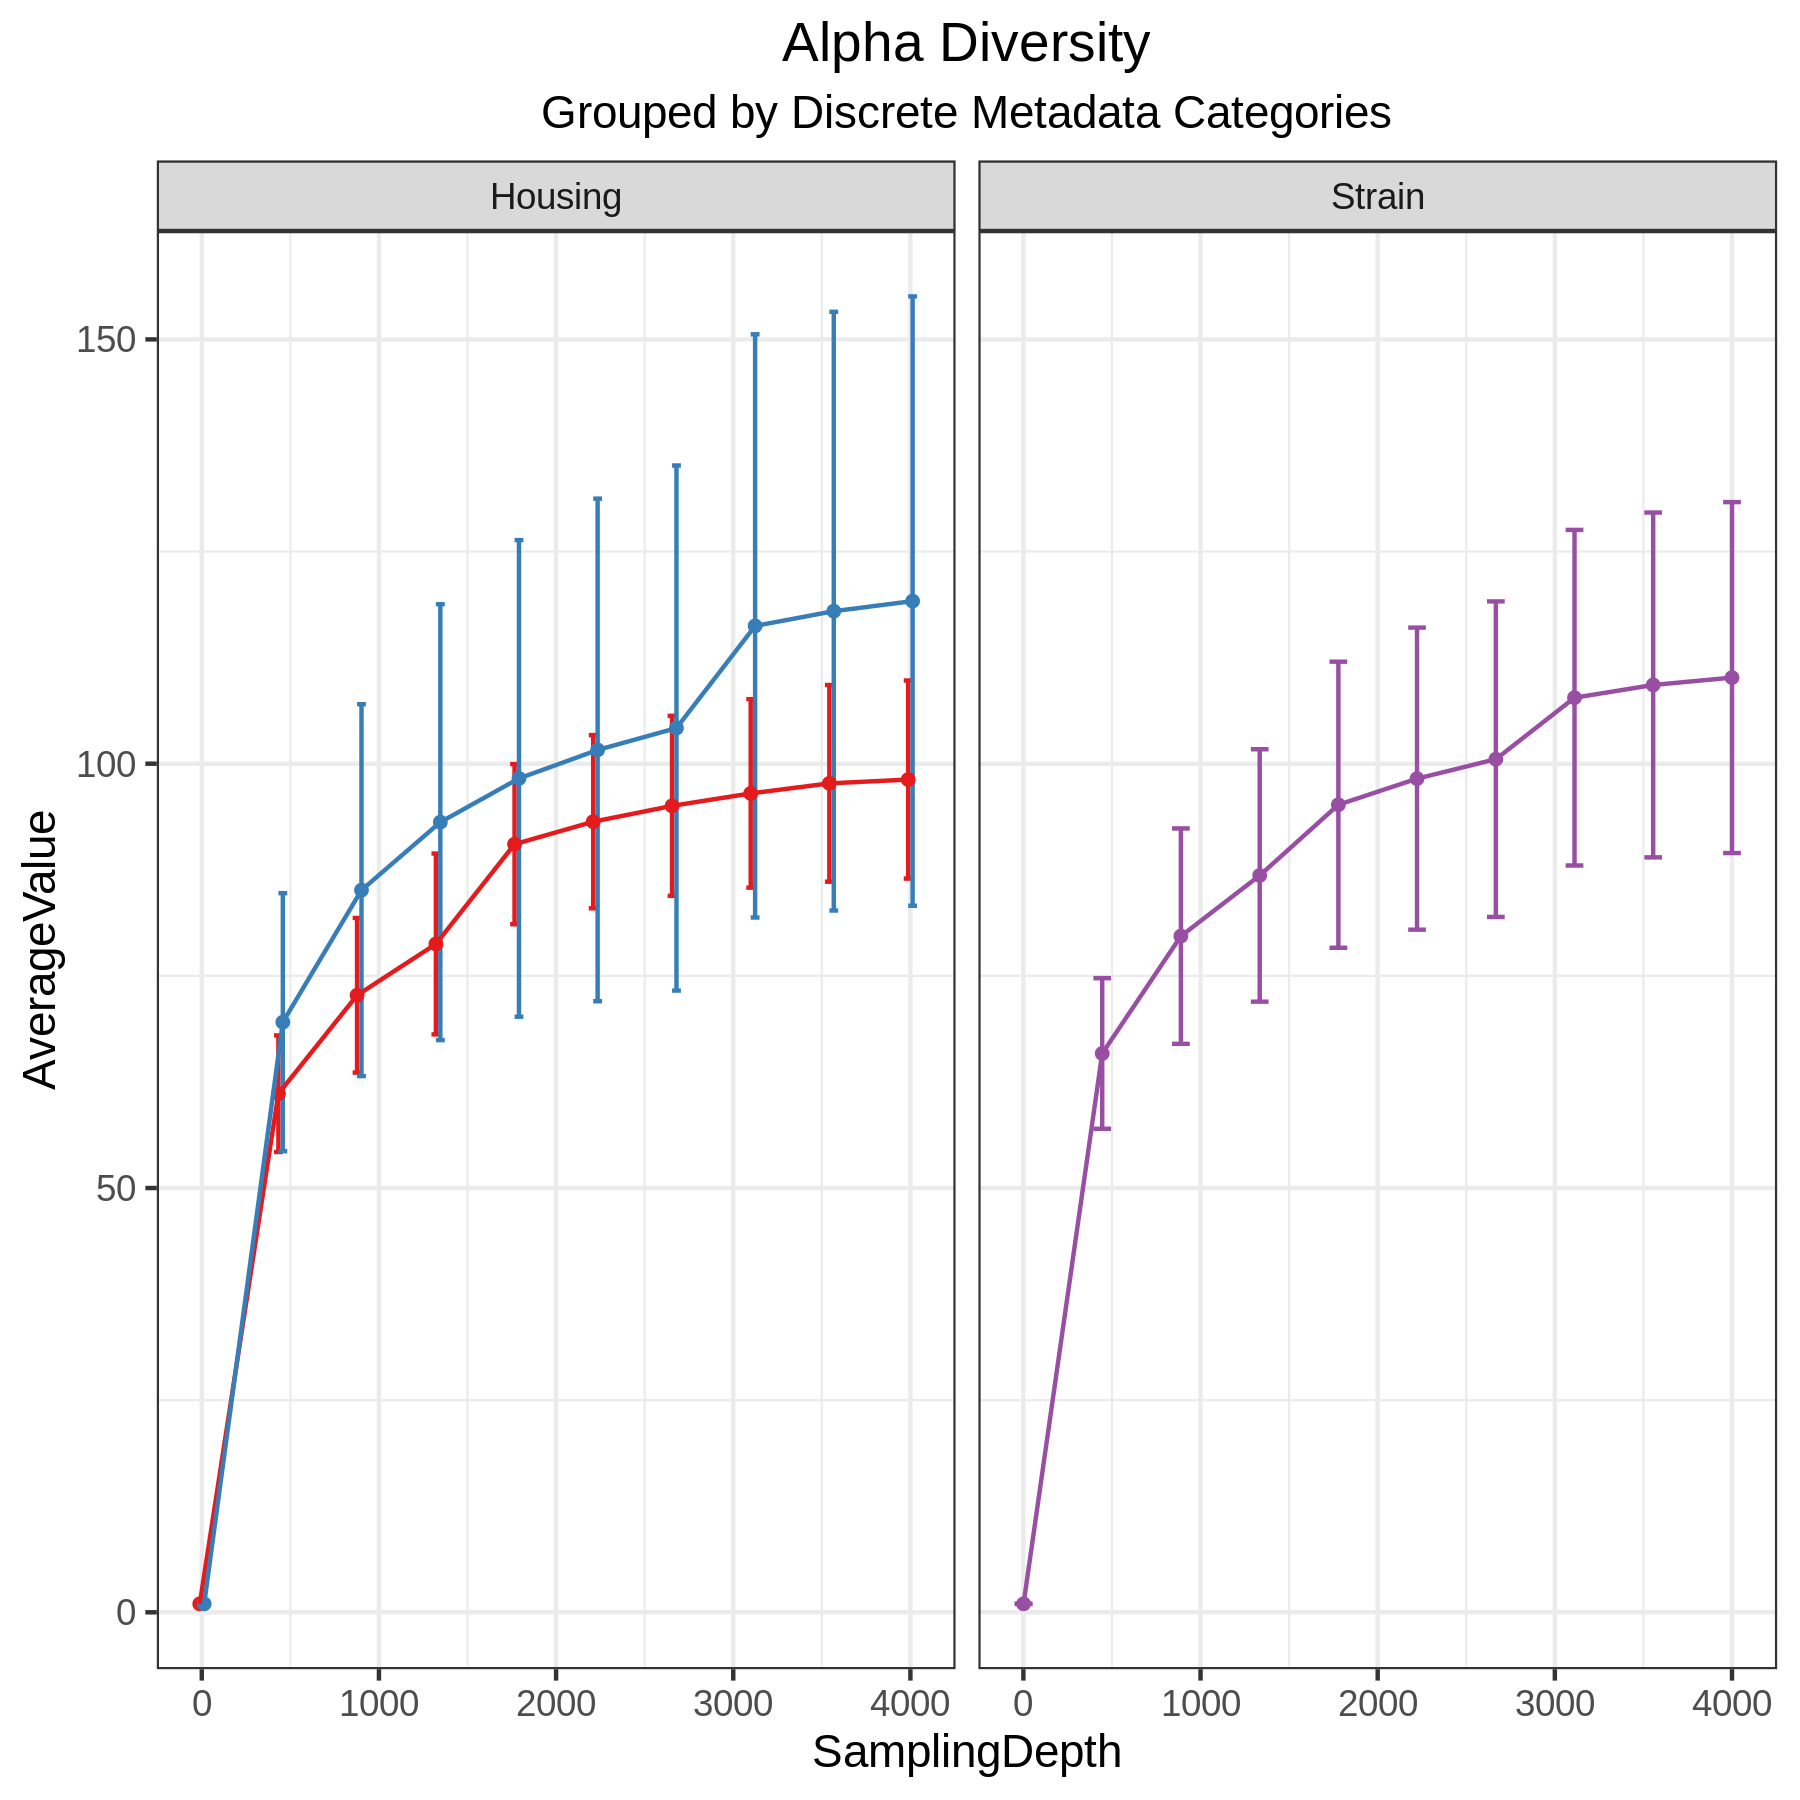 Alpha Diversity
Grouped by Discrete Metadata Categories
Housing
Strain
150
100
50
0
AverageValue
0 1000 2000 3000 4000
0 1000 2000 3000 4000
SamplingDepth